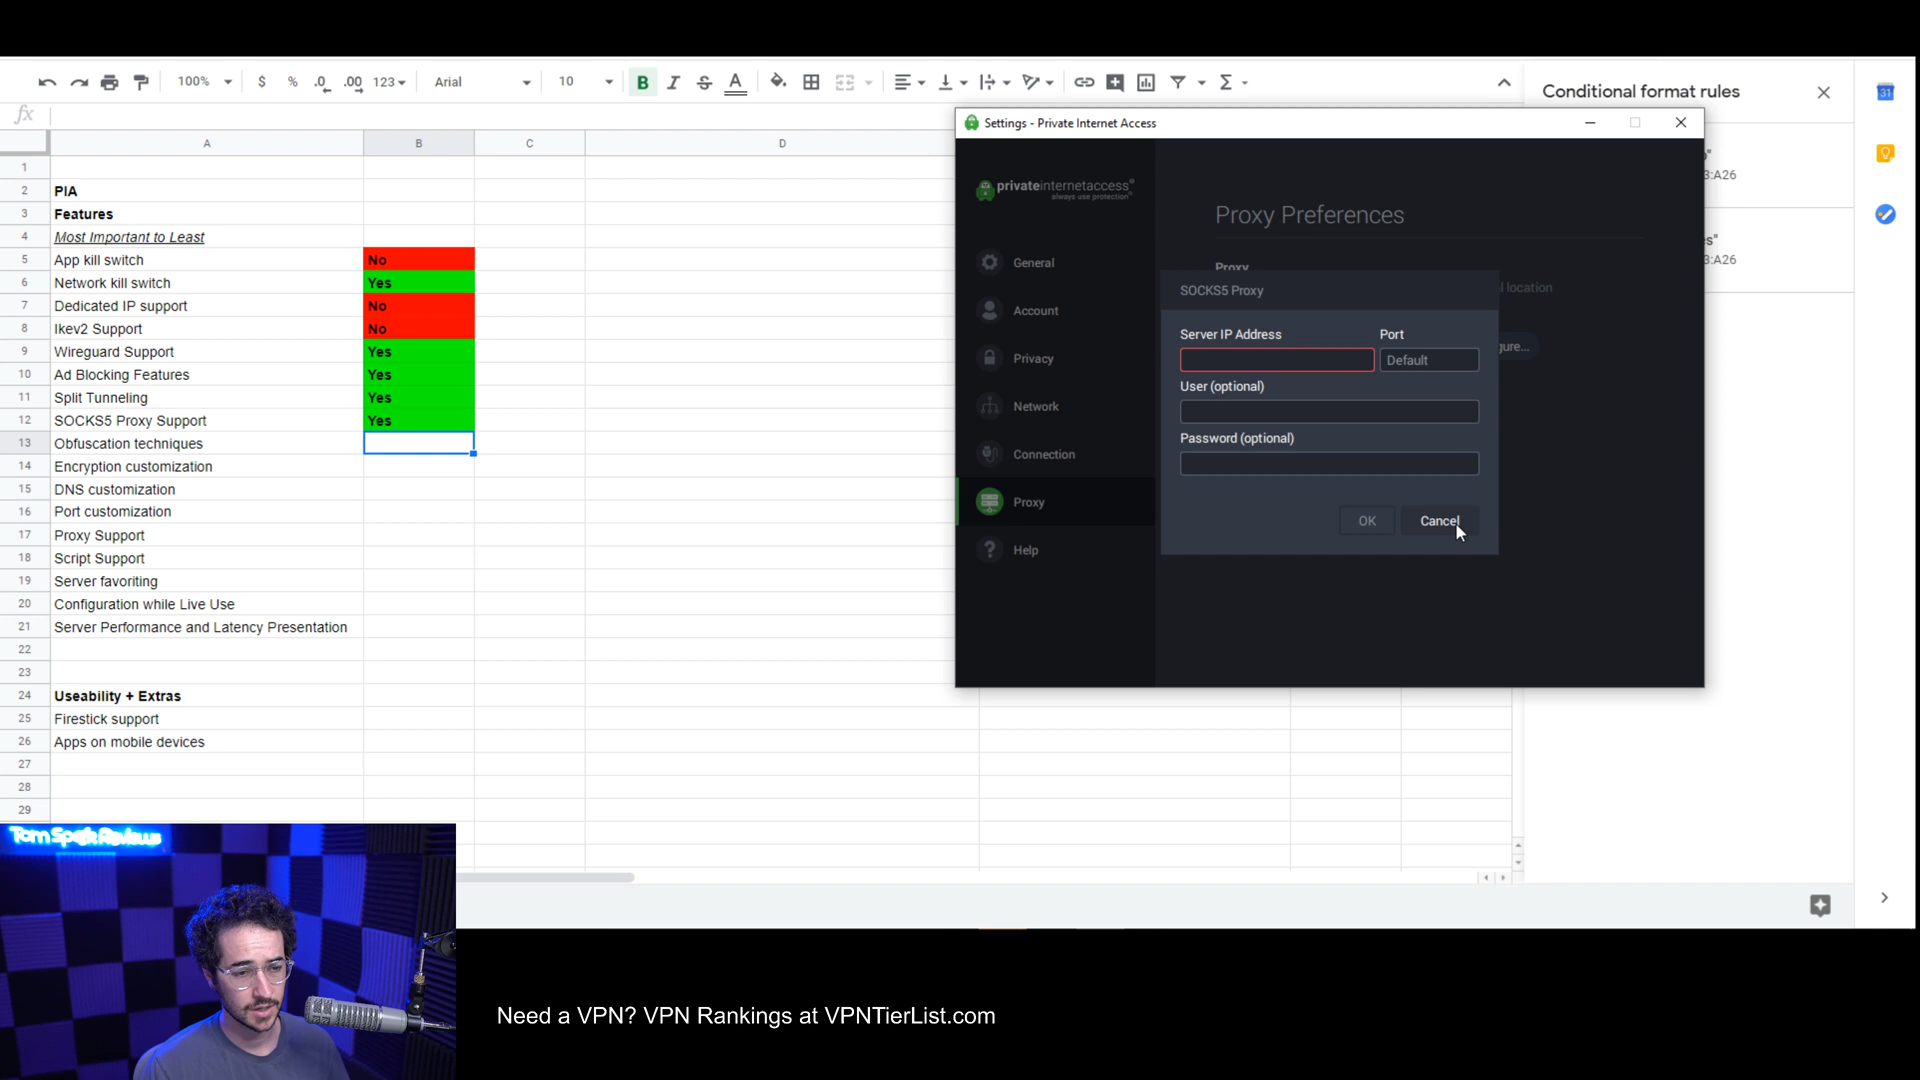 100%
$
%
.0
.00
123
Arial
10
B
I
S
A
Σ
Conditional format rules
31
fx
A
B
C
D
1
2 PIA
3 Features
4 Most Important to Least
5 App kill switch No
6 Network kill switch Yes
7 Dedicated IP support No
8 Ikev2 Support No
9 Wireguard Support Yes
10 Ad Blocking Features Yes
11 Split Tunneling Yes
12 SOCKS5 Proxy Support Yes
13 Obfuscation techniques
14 Encryption customization
15 DNS customization
16 Port customization
17 Proxy Support
18 Script Support
19 Server favoriting
20 Configuration while Live Use
21 Server Performance and Latency Presentation
22
23
24 Useability + Extras
25 Firestick support
26 Apps on mobile devices
27
28
29
Settings - Private Internet Access
privateinternetaccess®
always use protection®
General
Account
Privacy
Network
Connection
Proxy
? Help
Proxy Preferences
Proxy
l location
gure...
SOCKS5 Proxy
Server IP Address Port
Default
User (optional)
Password (optional)
OK Cancel
3:A26
s"
3:A26
Tom Spark Reviews
Need a VPN? VPN Rankings at VPNTierList.com